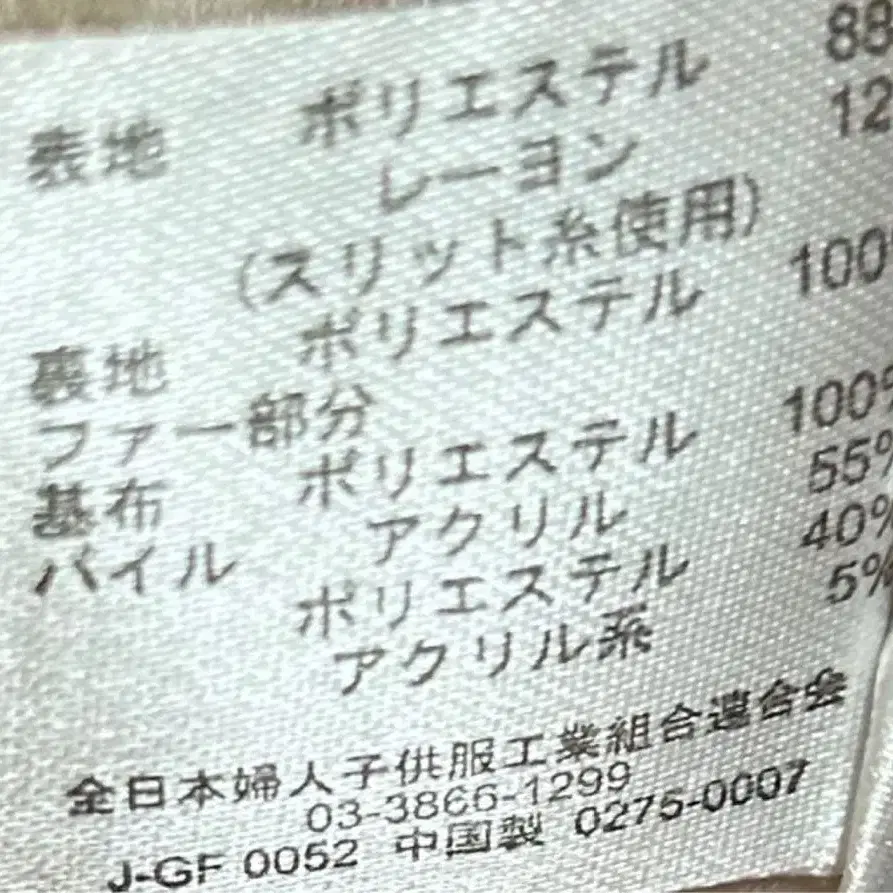 表地 ポリエステル 88
レーヨン 12
(スリット糸使用)
裏地 ポリエステル 100%
ファー部分
基布 ポリエステル 100%
パイル アクリル 55%
ポリエステル 40%
アクリル系 5%
全日本婦人子供服工業組合連合会
03-3866-1299
J-GF 0052 中国製 0275-0007